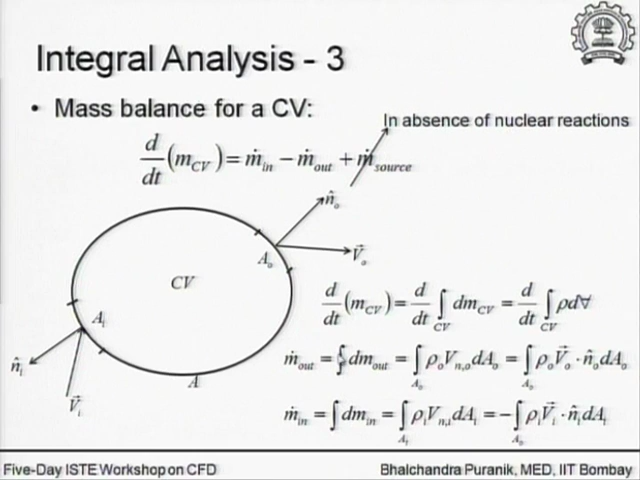 Integral Analysis - 3
• Mass balance for a CV:
In absence of nuclear reactions
d/dt (m_CV) = ṁ_in − ṁ_out + ṁ_source
n̂_o
V⃗_o
A_o
CV
A_i
n̂_i
V⃗_i
A
d/dt (m_CV) = d/dt ∫_CV dm_CV = d/dt ∫_CV ρd∀
ṁ_out = ∫ dm_out = ∫_{A_o} ρ_o V_{n,o} dA_o = ∫_{A_o} ρ_o V⃗_o · n̂_o dA_o
ṁ_in = ∫ dm_in = ∫_{A_i} ρ_i V_{n,i} dA_i = −∫_{A_o} ρ_i V⃗_i · n̂_i dA_i
Five-Day ISTE Workshop on CFD
Bhalchandra Puranik, MED, IIT Bombay